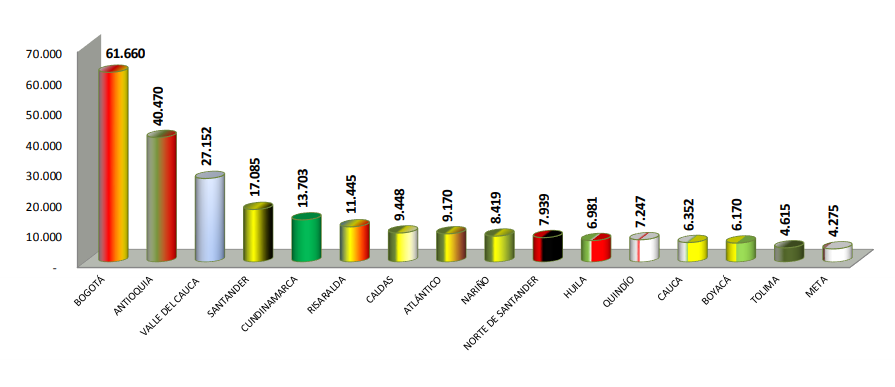 70.000
60.000
50.000
40.000
30.000
20.000
10.000
-
61.660
40.470
27.152
17.085
13.703
11.445
9.448
9.170
8.419
7.939
6.981
7.247
6.352
6.170
4.615
4.275
BOGOTÁ
ANTIOQUIA
VALLE DEL CAUCA
SANTANDER
CUNDINAMARCA
RISARALDA
CALDAS
ATLÁNTICO
NARIÑO
NORTE DE SANTANDER
HUILA
QUINDÍO
CAUCA
BOYACÁ
TOLIMA
META